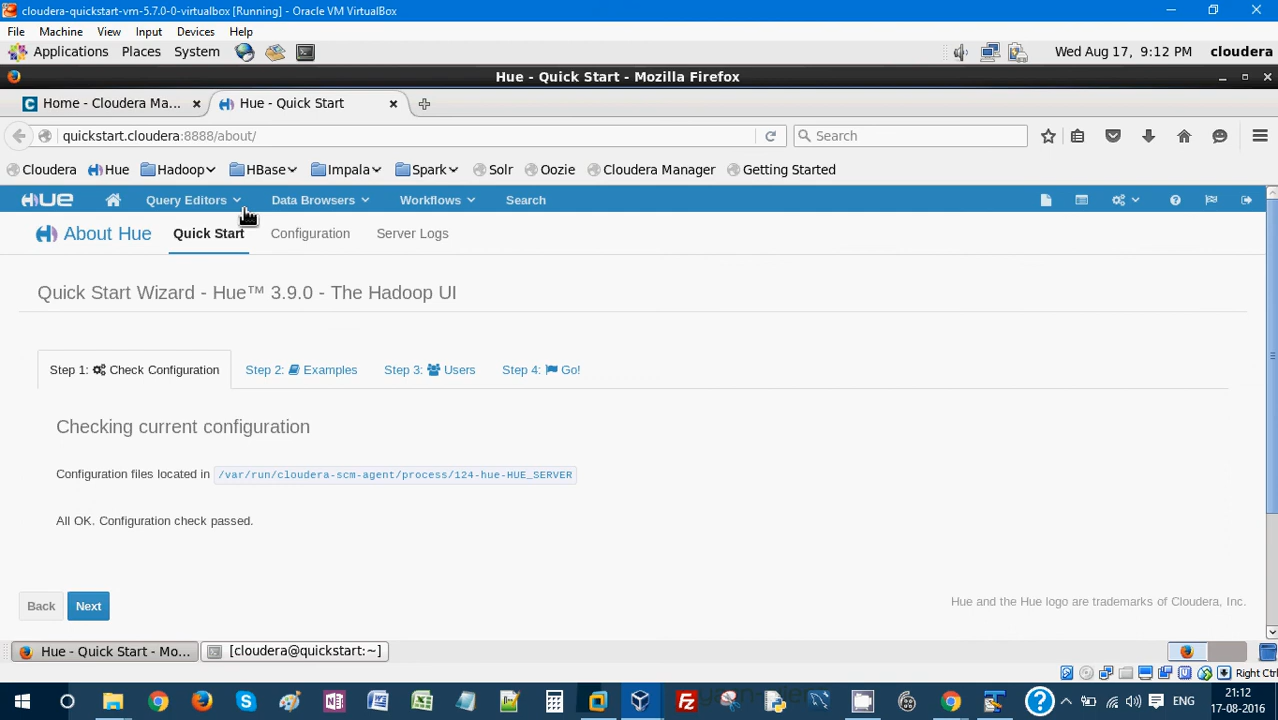 cloudera-quickstart-vm-5.7.0-0-virtualbox [Running] - Oracle VM VirtualBox
File Machine View Input Devices Help
Applications Places System Wed Aug 17, 9:12 PM cloudera
Hue - Quick Start - Mozilla Firefox
Home - Cloudera Ma... Hue - Quick Start
quickstart.cloudera:8888/about/ Search
Cloudera Hue Hadoop HBase Impala Spark Solr Oozie Cloudera Manager Getting Started
HUE Query Editors Data Browsers Workflows Search
About Hue Quick Start Configuration Server Logs
Quick Start Wizard - Hue™ 3.9.0 - The Hadoop UI
Step 1: Check Configuration Step 2: Examples Step 3: Users Step 4: Go!
Checking current configuration
Configuration files located in /var/run/cloudera-scm-agent/process/124-hue-HUE_SERVER
All OK. Configuration check passed.
Back Next Hue and the Hue logo are trademarks of Cloudera, Inc.
Hue - Quick Start - Mo... [cloudera@quickstart:~]
Right Ctrl
ENG 21:12
17-08-2016